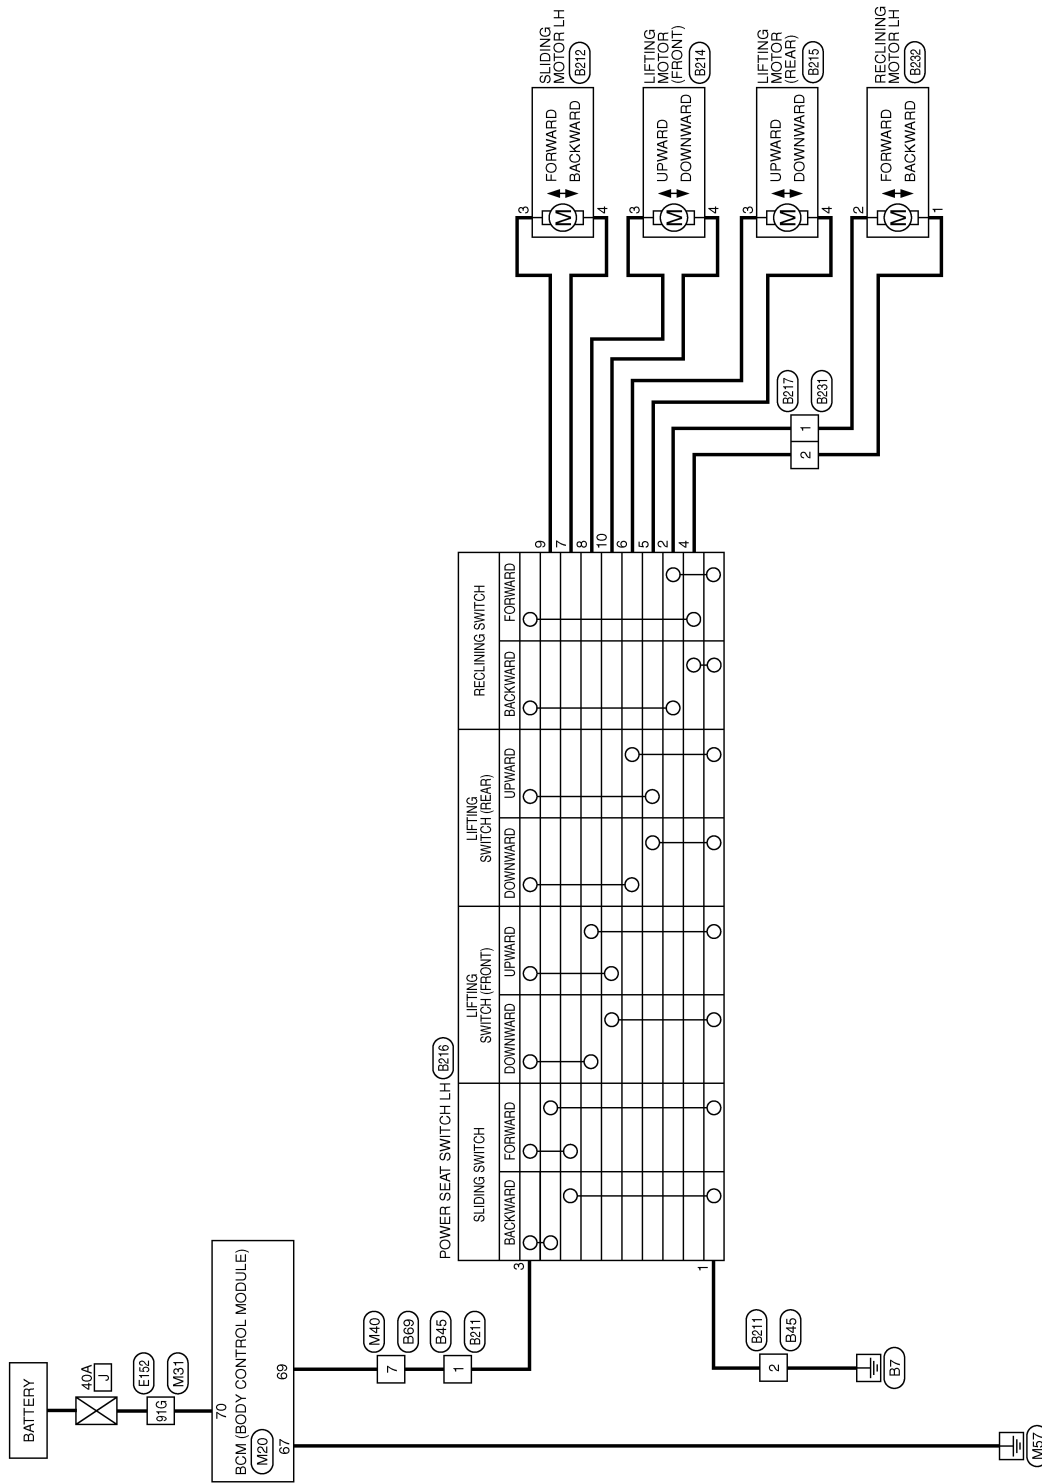 BATTERY
40A
J
91G
E152
M31
70
BCM (BODY CONTROL MODULE)
M20
67
69
7
M40
B69
1
B45
B211
3
1
2
B211
B45
B7
M57
POWER SEAT SWITCH LH
B216
SLIDING SWITCH
BACKWARD
FORWARD
LIFTING
SWITCH (FRONT)
DOWNWARD
UPWARD
LIFTING
SWITCH (REAR)
DOWNWARD
UPWARD
RECLINING SWITCH
BACKWARD
FORWARD
9
7
8
10
6
5
2
4
2
1
B217
B231
3
4
M
FORWARD
BACKWARD
SLIDING
MOTOR LH
B212
3
4
M
UPWARD
DOWNWARD
LIFTING
MOTOR
(FRONT)
B214
3
4
M
UPWARD
DOWNWARD
LIFTING
MOTOR
(REAR)
B215
2
1
M
FORWARD
BACKWARD
RECLINING
MOTOR LH
B232